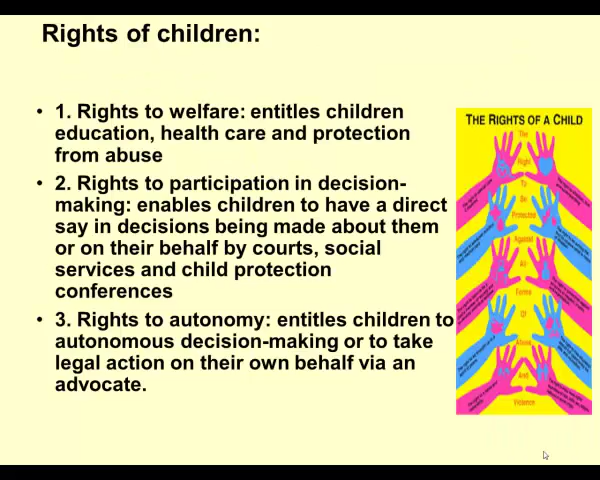 Rights of children:
• 1. Rights to welfare: entitles children
education, health care and protection
from abuse
• 2. Rights to participation in decision-
making: enables children to have a direct
say in decisions being made about them
or on their behalf by courts, social
services and child protection
conferences
• 3. Rights to autonomy: entitles children to
autonomous decision-making or to take
legal action on their own behalf via an
advocate.
THE RIGHTS OF A CHILD
The
Right
To
Be
Protected
Against
All
Forms
Of
Abuse
And
Violence